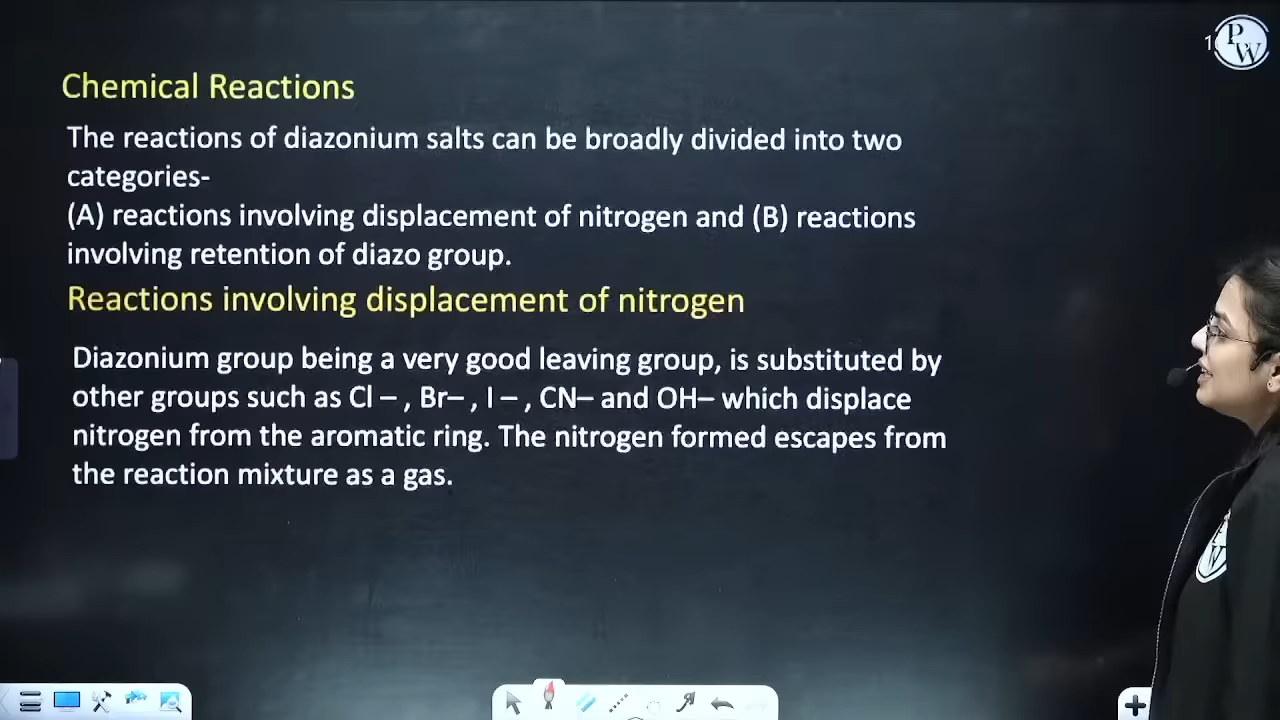 1
PW
Chemical Reactions
The reactions of diazonium salts can be broadly divided into two
categories-
(A) reactions involving displacement of nitrogen and (B) reactions
involving retention of diazo group.
Reactions involving displacement of nitrogen
Diazonium group being a very good leaving group, is substituted by
other groups such as Cl – , Br– , I – , CN– and OH– which displace
nitrogen from the aromatic ring. The nitrogen formed escapes from
the reaction mixture as a gas.
PW